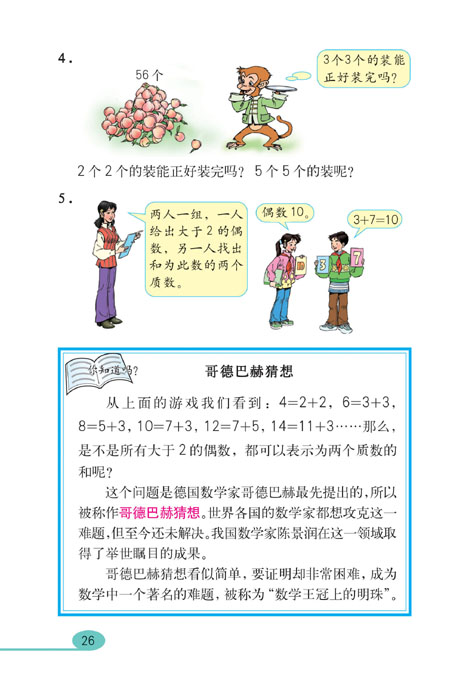 4.
56个
3个3个的装能
正好装完吗?
2个2个的装能正好装完吗? 5个5个的装呢?
5.
两人一组，一人
给出大于2的偶
数，另一人找出
和为此数的两个
质数。
偶数10。
3+7=10
3
7
你知道吗?
哥德巴赫猜想
从上面的游戏我们看到：4=2+2，6=3+3，
8=5+3，10=7+3，12=7+5，14=11+3……那么，
是不是所有大于2的偶数，都可以表示为两个质数的
和呢?
这个问题是德国数学家哥德巴赫最先提出的，所以
被称作哥德巴赫猜想。世界各国的数学家都想攻克这一
难题，但至今还未解决。我国数学家陈景润在这一领域取
得了举世瞩目的成果。
哥德巴赫猜想看似简单，要证明却非常困难，成为
数学中一个著名的难题，被称为“数学王冠上的明珠”。
26